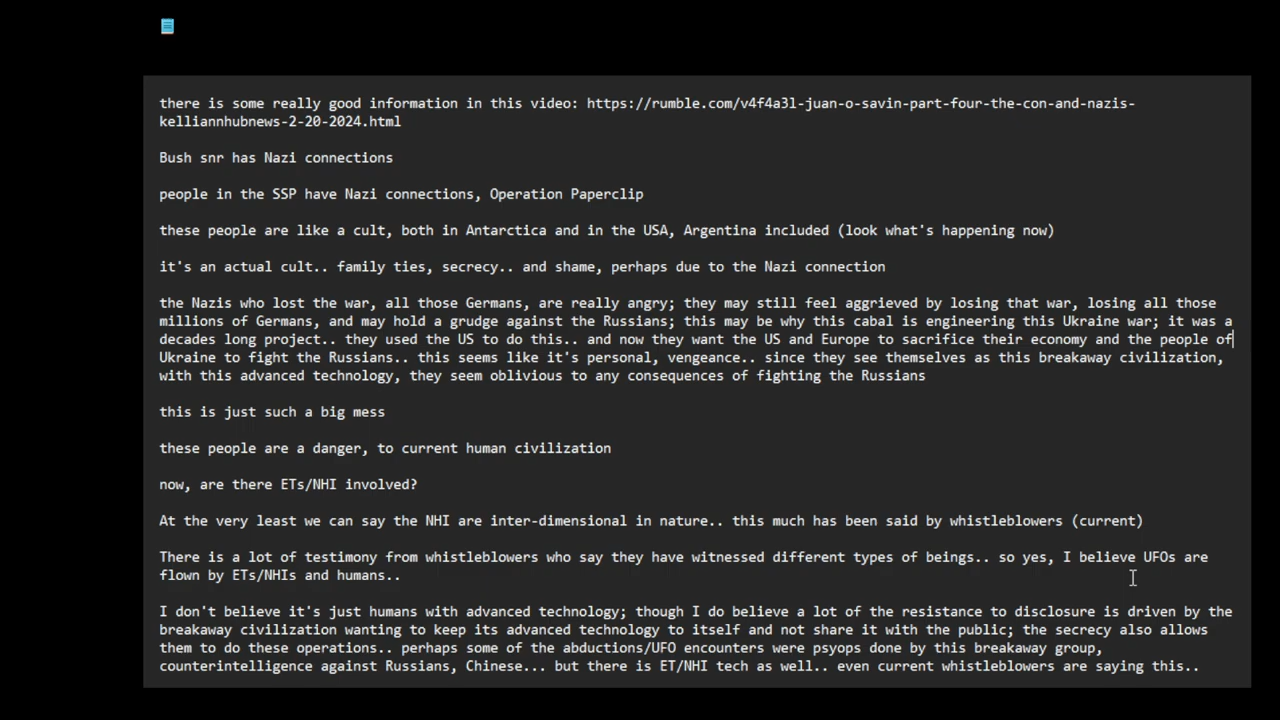 there is some really good information in this video: https://rumble.com/v4f4a3l-juan-o-savin-part-four-the-con-and-nazis-
kelliannhubnews-2-20-2024.html
Bush snr has Nazi connections
people in the SSP have Nazi connections, Operation Paperclip
these people are like a cult, both in Antarctica and in the USA, Argentina included (look what's happening now)
it's an actual cult.. family ties, secrecy.. and shame, perhaps due to the Nazi connection
the Nazis who lost the war, all those Germans, are really angry; they may still feel aggrieved by losing that war, losing all those
millions of Germans, and may hold a grudge against the Russians; this may be why this cabal is engineering this Ukraine war; it was a
decades long project.. they used the US to do this.. and now they want the US and Europe to sacrifice their economy and the people of
Ukraine to fight the Russians.. this seems like it's personal, vengeance.. since they see themselves as this breakaway civilization,
with this advanced technology, they seem oblivious to any consequences of fighting the Russians
this is just such a big mess
these people are a danger, to current human civilization
now, are there ETs/NHI involved?
At the very least we can say the NHI are inter-dimensional in nature.. this much has been said by whistleblowers (current)
There is a lot of testimony from whistleblowers who say they have witnessed different types of beings.. so yes, I believe UFOs are
flown by ETs/NHIs and humans..
I don't believe it's just humans with advanced technology; though I do believe a lot of the resistance to disclosure is driven by the
breakaway civilization wanting to keep its advanced technology to itself and not share it with the public; the secrecy also allows
them to do these operations.. perhaps some of the abductions/UFO encounters were psyops done by this breakaway group,
counterintelligence against Russians, Chinese... but there is ET/NHI tech as well.. even current whistleblowers are saying this..